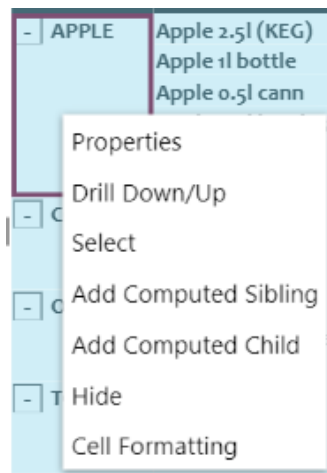 - APPLE Apple 2.5l (KEG)
Apple 1l bottle
Apple 0.5l cann
Properties
Drill Down/Up
- C
Select
Add Computed Sibling
-
Add Computed Child
- T Hide
Cell Formatting